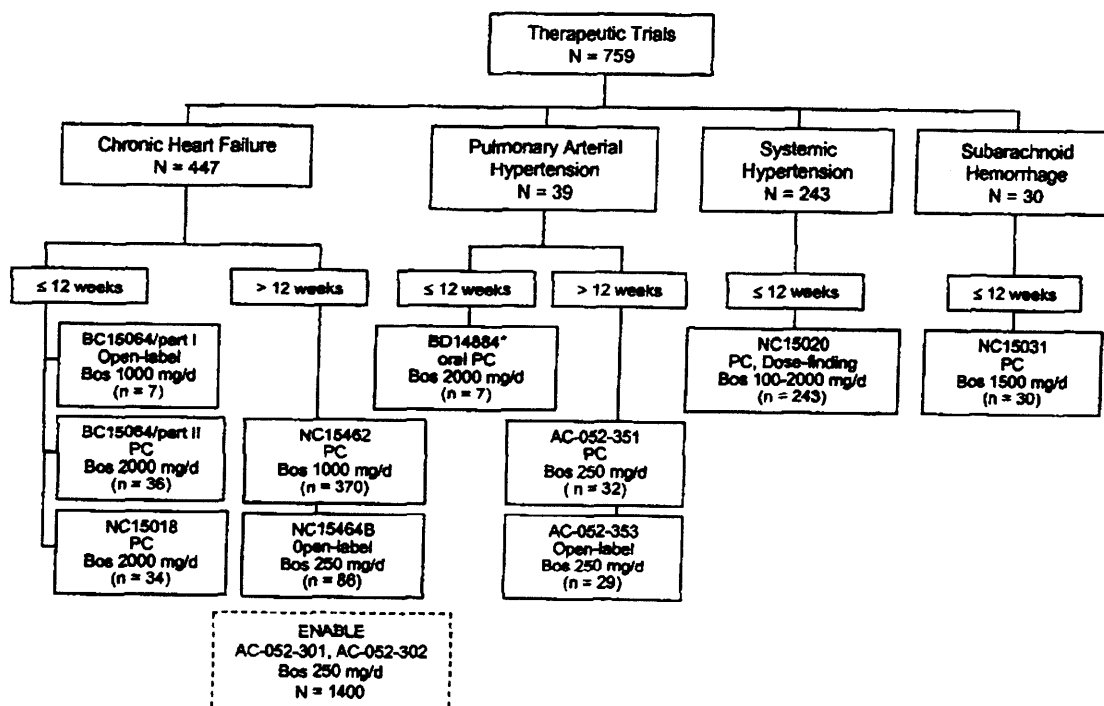 Therapeutic Trials
N = 759
Chronic Heart Failure
N = 447
Pulmonary Arterial
Hypertension
N = 39
Systemic
Hypertension
N = 243
Subarachnoid
Hemorrhage
N = 30
≤ 12 weeks
> 12 weeks
≤ 12 weeks
> 12 weeks
≤ 12 weeks
≤ 12 weeks
BC15064/part I
Open-label
Bos 1000 mg/d
(n = 7)
BD14884*
oral PC
Bos 2000 mg/d
(n = 7)
NC15020
PC, Dose-finding
Bos 100-2000 mg/d
(n = 243)
NC15031
PC
Bos 1500 mg/d
(n = 30)
BC15064/part II
PC
Bos 2000 mg/d
(n = 36)
NC15462
PC
Bos 1000 mg/d
(n = 370)
AC-052-351
PC
Bos 250 mg/d
( n = 32)
NC15018
PC
Bos 2000 mg/d
(n = 34)
NC15464B
Open-label
Bos 250 mg/d
(n = 86)
AC-052-353
Open-label
Bos 250 mg/d
(n = 29)
ENABLE
AC-052-301, AC-052-302
Bos 250 mg/d
N = 1400